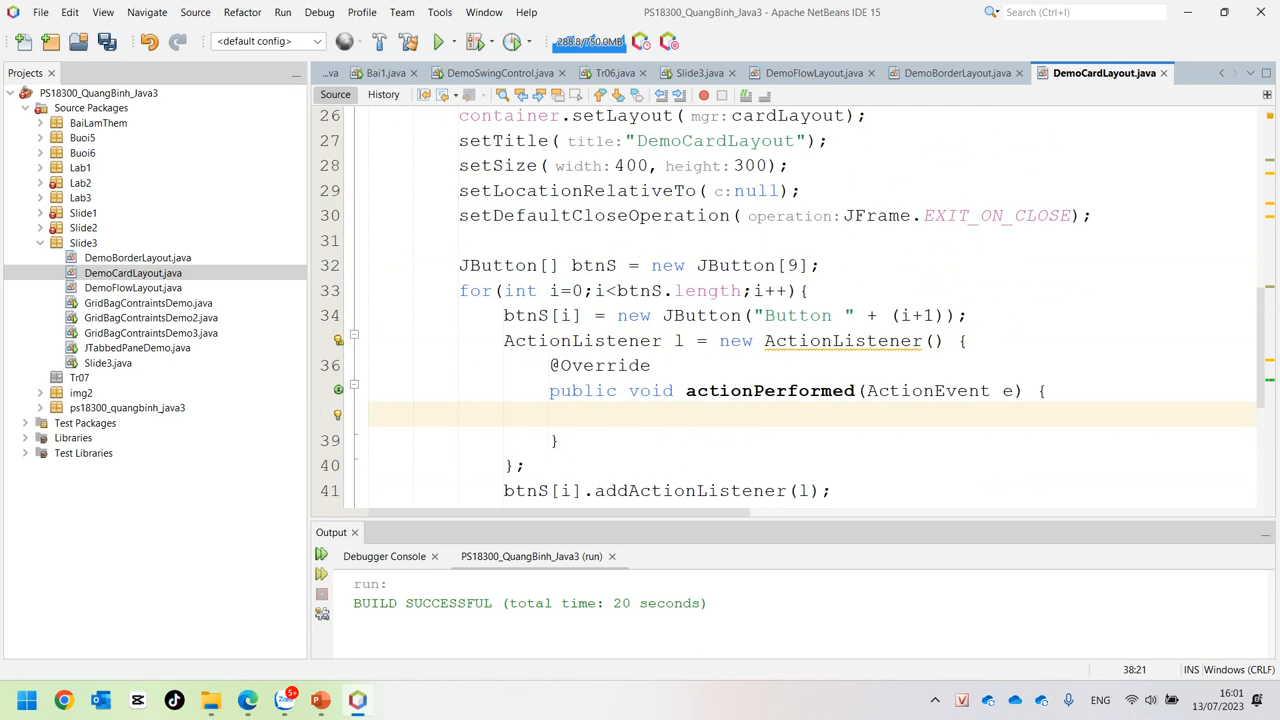 File Edit View Navigate Source Refactor Run Debug Profile Team Tools Window Help PS18300_QuangBinh_Java3 - Apache NetBeans IDE 15 Search (Ctrl+I)
<default config> 288.8/750.0MB
Projects ...va Bai1.java DemoSwingControl.java Tr06.java Slide3.java DemoFlowLayout.java DemoBorderLayout.java DemoCardLayout.java
PS18300_QuangBinh_Java3
Source Packages
BaiLamThem
Buoi5
Buoi6
Lab1
Lab2
Lab3
Slide1
Slide2
Slide3
DemoBorderLayout.java
DemoCardLayout.java
DemoFlowLayout.java
GridBagContraintsDemo.java
GridBagContraintsDemo2.java
GridBagContraintsDemo3.java
JTabbedPaneDemo.java
Slide3.java
Tr07
img2
ps18300_quangbinh_java3
Test Packages
Libraries
Test Libraries
Source History
26 container.setLayout( mgr: cardLayout);
27 setTitle( title: "DemoCardLayout");
28 setSize( width: 400, height: 300);
29 setLocationRelativeTo( c: null);
30 setDefaultCloseOperation( operation: JFrame.EXIT_ON_CLOSE);
31
32 JButton[] btnS = new JButton[9];
33 for(int i=0;i<btnS.length;i++){
34 btnS[i] = new JButton("Button " + (i+1));
ActionListener l = new ActionListener() {
36 @Override
public void actionPerformed(ActionEvent e) {
39 }
40 };
41 btnS[i].addActionListener(l);
Output
Debugger Console PS18300_QuangBinh_Java3 (run)
run:
BUILD SUCCESSFUL (total time: 20 seconds)
38:21 INS Windows (CRLF)
5+ ENG 16:01
13/07/2023